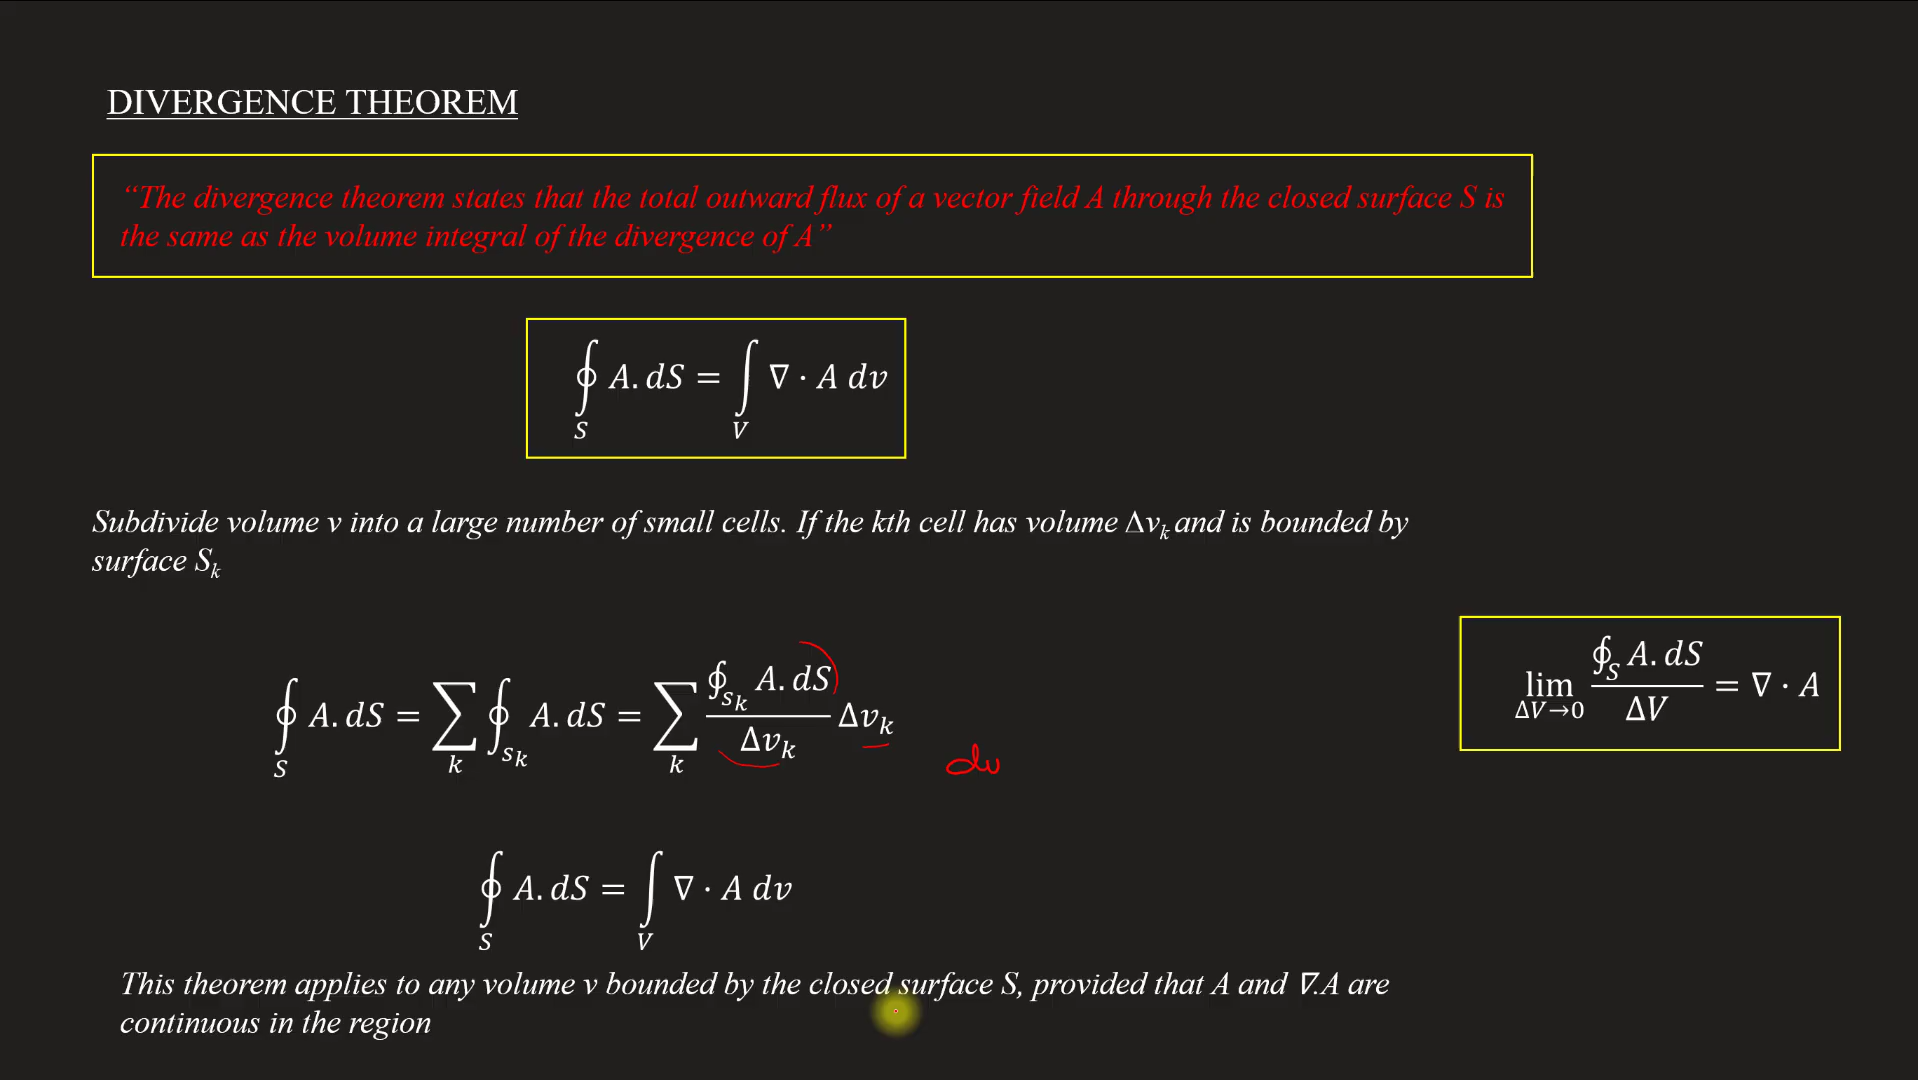 DIVERGENCE THEOREM
“The divergence theorem states that the total outward flux of a vector field A through the closed surface S is
the same as the volume integral of the divergence of A”
∮_S A. dS = ∫_V ∇ · A dv
Subdivide volume v into a large number of small cells. If the kth cell has volume Δv_k and is bounded by
surface S_k
∮_S A. dS = ∑_k ∮_{s_k} A. dS = ∑_k (∮_{s_k} A. dS)/(Δv_k) Δv_k
dv
lim_{ΔV→0} (∮_S A. dS)/(ΔV) = ∇ · A
∮_S A. dS = ∫_V ∇ · A dv
This theorem applies to any volume v bounded by the closed surface S, provided that A and ∇.A are
continuous in the region